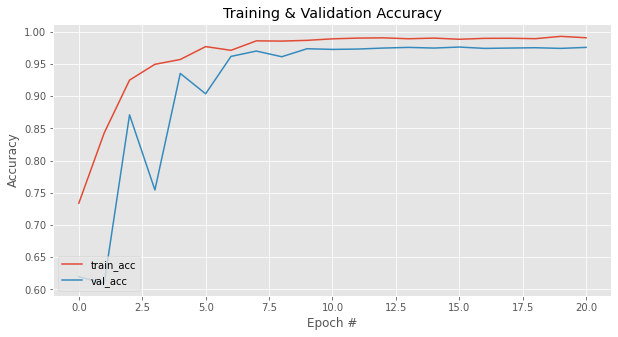 Training & Validation Accuracy
Accuracy
1.00
0.95
0.90
0.85
0.80
0.75
0.70
0.65
0.60
train_acc
val_acc
0.0 2.5 5.0 7.5 10.0 12.5 15.0 17.5 20.0
Epoch #